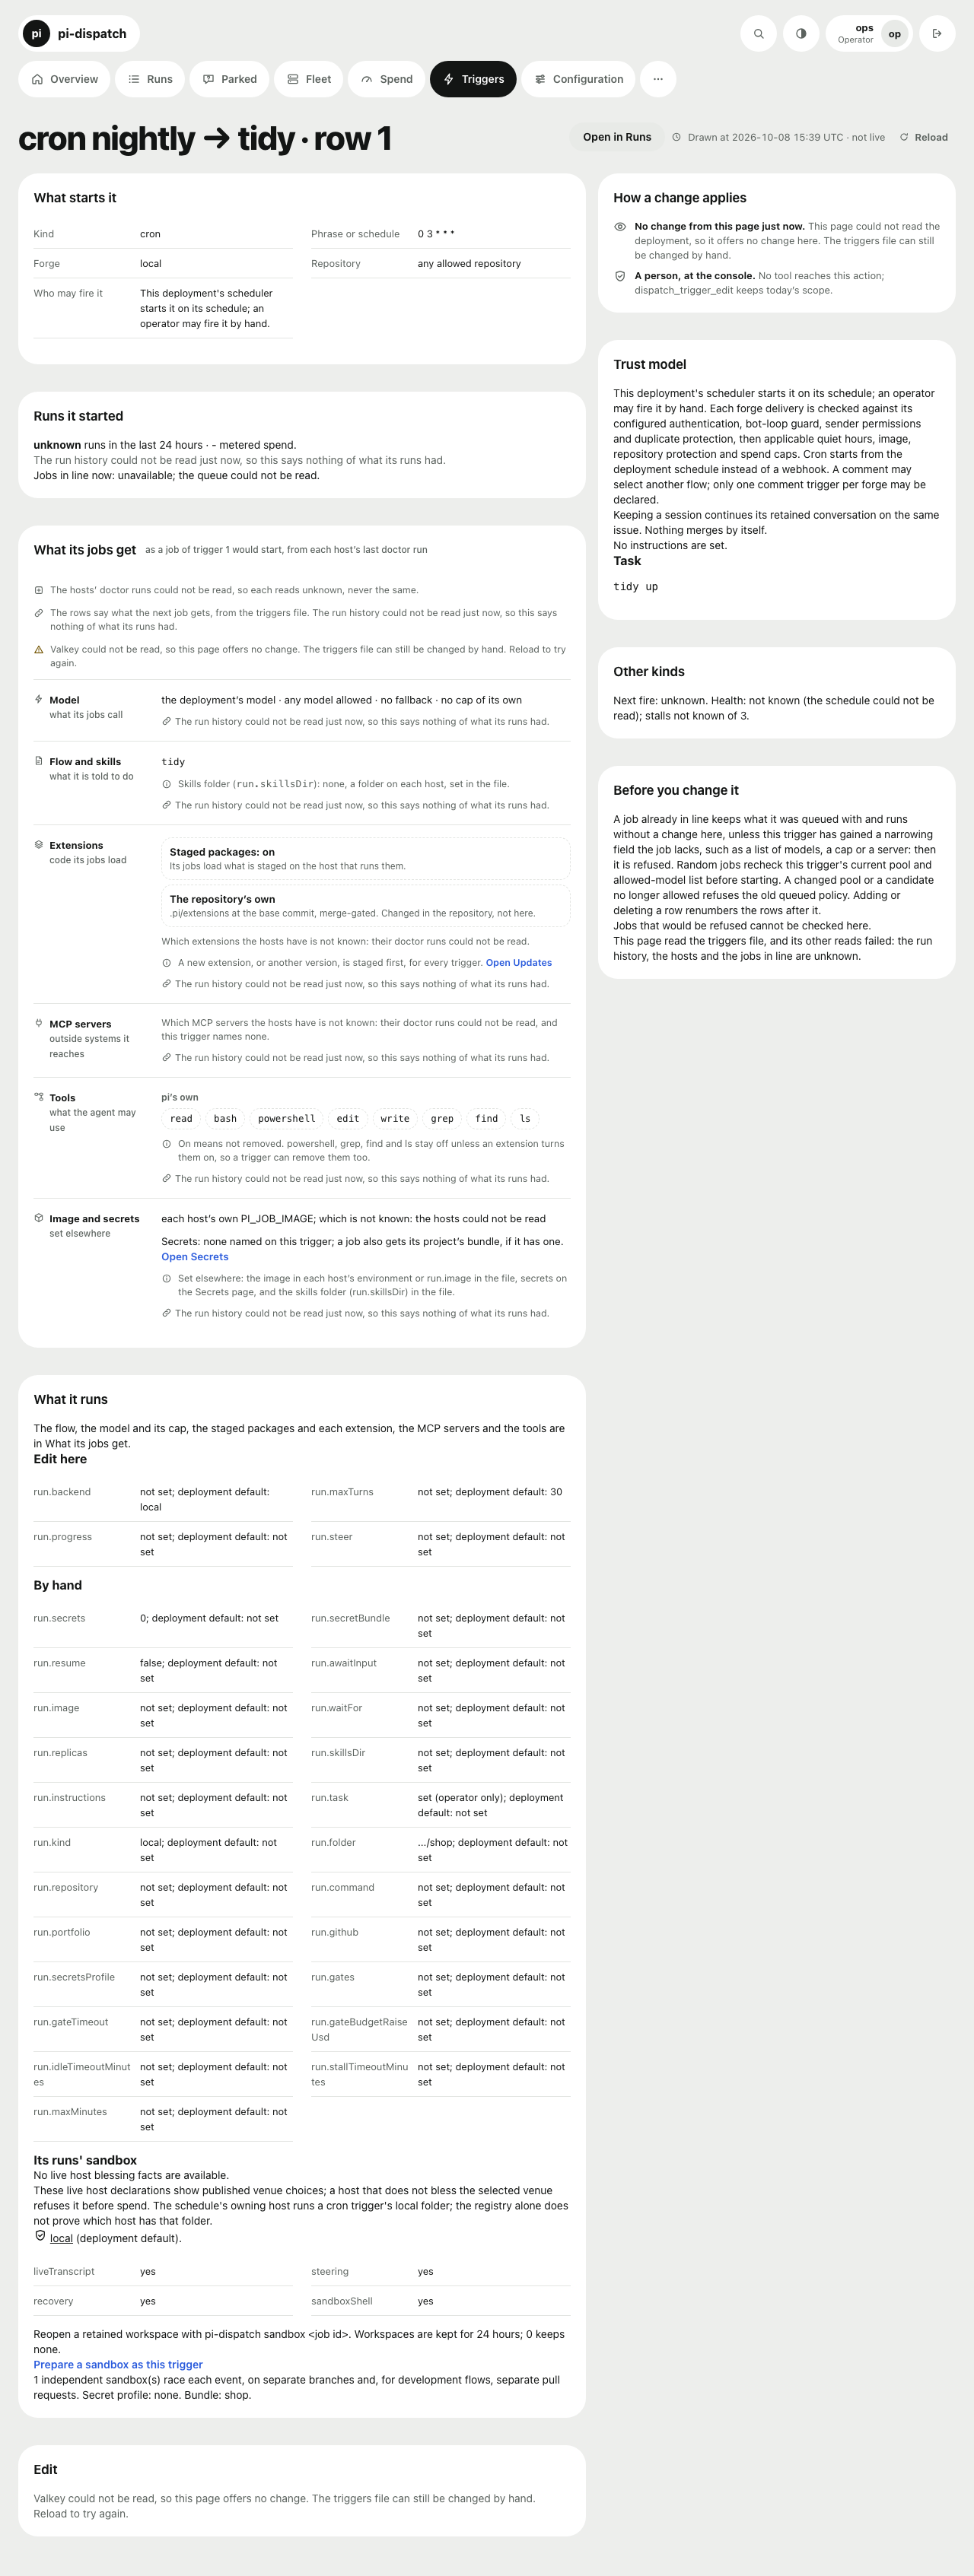 pi
pi-dispatch
ops
Operator
op
Overview
Runs
Parked
Fleet
Spend
Triggers
Configuration
···
cron nightly → tidy · row 1
Open in Runs
Drawn at 2026-10-08 15:39 UTC · not live
Reload
What starts it
Kind
cron
Phrase or schedule
0 3 * * *
Forge
local
Repository
any allowed repository
Who may fire it
This deployment's scheduler
starts it on its schedule; an
operator may fire it by hand.
Runs it started
unknown runs in the last 24 hours · - metered spend.
The run history could not be read just now, so this says nothing of what its runs had.
Jobs in line now: unavailable; the queue could not be read.
What its jobs get
as a job of trigger 1 would start, from each host's last doctor run
The hosts' doctor runs could not be read, so each reads unknown, never the same.
The rows say what the next job gets, from the triggers file. The run history could not be read just now, so this says
nothing of what its runs had.
Valkey could not be read, so this page offers no change. The triggers file can still be changed by hand. Reload to try
again.
Model
what its jobs call
the deployment's model · any model allowed · no fallback · no cap of its own
The run history could not be read just now, so this says nothing of what its runs had.
Flow and skills
what it is told to do
tidy
Skills folder (run.skillsDir): none, a folder on each host, set in the file.
The run history could not be read just now, so this says nothing of what its runs had.
Extensions
code its jobs load
Staged packages: on
Its jobs load what is staged on the host that runs them.
The repository's own
.pi/extensions at the base commit, merge-gated. Changed in the repository, not here.
Which extensions the hosts have is not known: their doctor runs could not be read.
A new extension, or another version, is staged first, for every trigger. Open Updates
The run history could not be read just now, so this says nothing of what its runs had.
MCP servers
outside systems it
reaches
Which MCP servers the hosts have is not known: their doctor runs could not be read, and
this trigger names none.
The run history could not be read just now, so this says nothing of what its runs had.
Tools
what the agent may
use
pi's own
read
bash
powershell
edit
write
grep
find
ls
On means not removed. powershell, grep, find and ls stay off unless an extension turns
them on, so a trigger can remove them too.
The run history could not be read just now, so this says nothing of what its runs had.
Image and secrets
set elsewhere
each host's own PI_JOB_IMAGE; which is not known: the hosts could not be read
Secrets: none named on this trigger; a job also gets its project's bundle, if it has one.
Open Secrets
Set elsewhere: the image in each host's environment or run.image in the file, secrets on
the Secrets page, and the skills folder (run.skillsDir) in the file.
The run history could not be read just now, so this says nothing of what its runs had.
What it runs
The flow, the model and its cap, the staged packages and each extension, the MCP servers and the tools are
in What its jobs get.
Edit here
run.backend
not set; deployment default:
local
run.maxTurns
not set; deployment default: 30
run.progress
not set; deployment default: not
set
run.steer
not set; deployment default: not
set
By hand
run.secrets
0; deployment default: not set
run.secretBundle
not set; deployment default: not
set
run.resume
false; deployment default: not
set
run.awaitInput
not set; deployment default: not
set
run.image
not set; deployment default: not
set
run.waitFor
not set; deployment default: not
set
run.replicas
not set; deployment default: not
set
run.skillsDir
not set; deployment default: not
set
run.instructions
not set; deployment default: not
set
run.task
set (operator only); deployment
default: not set
run.kind
local; deployment default: not
set
run.folder
.../shop; deployment default: not
set
run.repository
not set; deployment default: not
set
run.command
not set; deployment default: not
set
run.portfolio
not set; deployment default: not
set
run.github
not set; deployment default: not
set
run.secretsProfile
not set; deployment default: not
set
run.gates
not set; deployment default: not
set
run.gateTimeout
not set; deployment default: not
set
run.gateBudgetRaise
Usd
not set; deployment default: not
set
run.idleTimeoutMinut
es
not set; deployment default: not
set
run.stallTimeoutMinu
tes
not set; deployment default: not
set
run.maxMinutes
not set; deployment default: not
set
Its runs' sandbox
No live host blessing facts are available.
These live host declarations show published venue choices; a host that does not bless the selected venue
refuses it before spend. The schedule's owning host runs a cron trigger's local folder; the registry alone does
not prove which host has that folder.
local (deployment default).
liveTranscript
yes
steering
yes
recovery
yes
sandboxShell
yes
Reopen a retained workspace with pi-dispatch sandbox <job id>. Workspaces are kept for 24 hours; 0 keeps
none.
Prepare a sandbox as this trigger
1 independent sandbox(s) race each event, on separate branches and, for development flows, separate pull
requests. Secret profile: none. Bundle: shop.
Edit
Valkey could not be read, so this page offers no change. The triggers file can still be changed by hand.
Reload to try again.
How a change applies
No change from this page just now. This page could not read the
deployment, so it offers no change here. The triggers file can still
be changed by hand.
A person, at the console. No tool reaches this action;
dispatch_trigger_edit keeps today's scope.
Trust model
This deployment's scheduler starts it on its schedule; an operator
may fire it by hand. Each forge delivery is checked against its
configured authentication, bot-loop guard, sender permissions
and duplicate protection, then applicable quiet hours, image,
repository protection and spend caps. Cron starts from the
deployment schedule instead of a webhook. A comment may
select another flow; only one comment trigger per forge may be
declared.
Keeping a session continues its retained conversation on the same
issue. Nothing merges by itself.
No instructions are set.
Task
tidy up
Other kinds
Next fire: unknown. Health: not known (the schedule could not be
read); stalls not known of 3.
Before you change it
A job already in line keeps what it was queued with and runs
without a change here, unless this trigger has gained a narrowing
field the job lacks, such as a list of models, a cap or a server: then
it is refused. Random jobs recheck this trigger's current pool and
allowed-model list before starting. A changed pool or a candidate
no longer allowed refuses the old queued policy. Adding or
deleting a row renumbers the rows after it.
Jobs that would be refused cannot be checked here.
This page read the triggers file, and its other reads failed: the run
history, the hosts and the jobs in line are unknown.